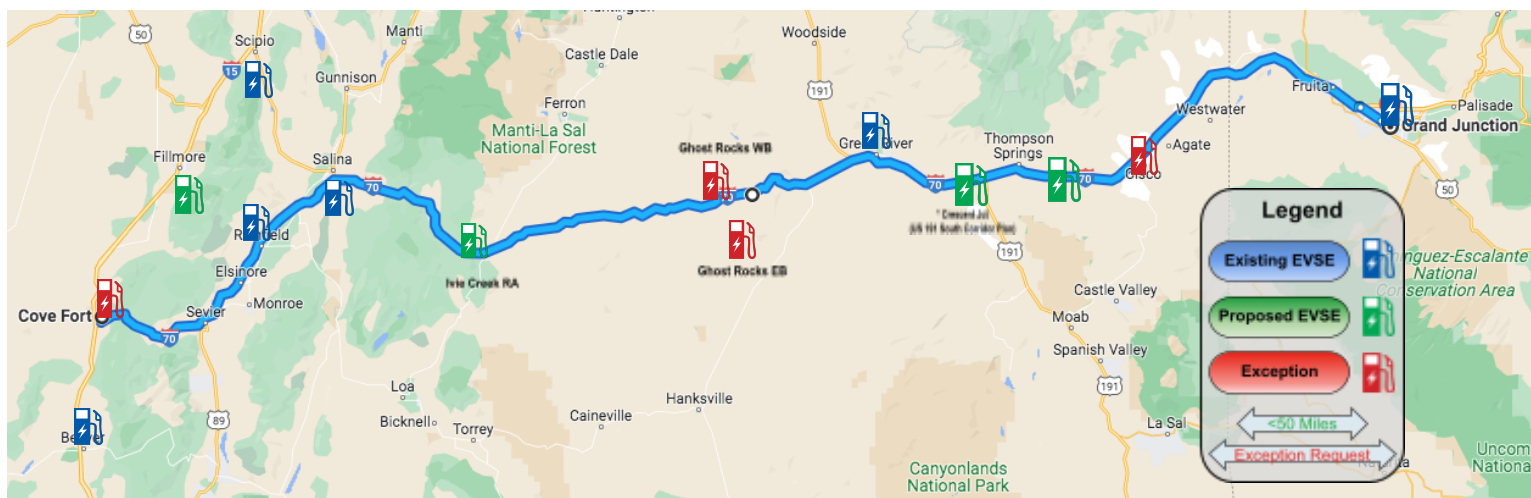 Huntington
50
Scipio
Manti
Woodside
Castle Dale
15
Gunnison
191
Ferron
Fruita
Palisade
Westwater
Grand Junction
Manti-La Sal
National Forest
Fillmore
Salina
Ghost Rocks WB
Green River
Thompson
Springs
Agate
70
70
70
Cisco
50
Legend
Richfield
Crescent Jct
(US 191 South Corridor Plan)
191
Existing EVSE
Dominguez-Escalante
National
Conservation Area
Elsinore
Ivie Creek RA
Ghost Rocks EB
Monroe
Castle Valley
Cove Fort
Sevier
Moab
Proposed EVSE
70
Spanish Valley
Exception
Loa
191
Hanksville
89
Bicknell
Caineville
Torrey
La Sal
<50 Miles
Beaver
Exception Request
Canyonlands
National Park
Uncom
Nationa